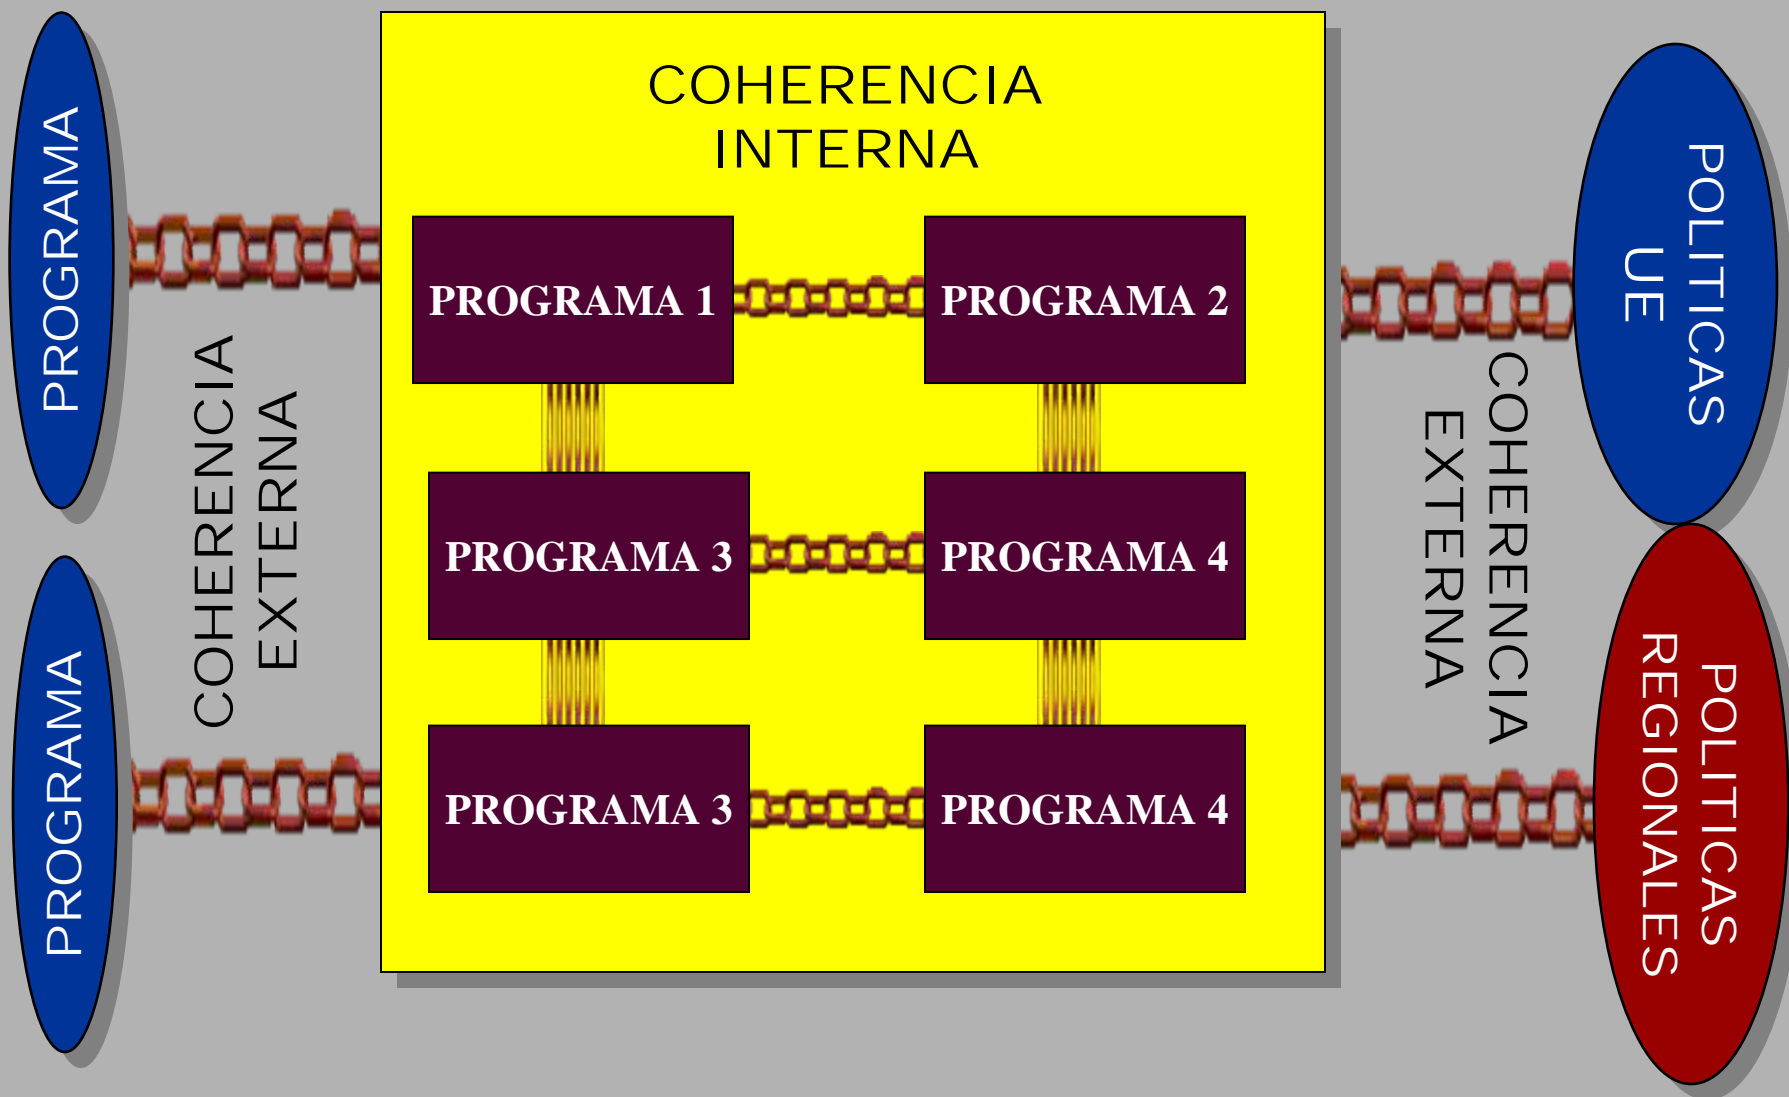 PROGRAMA
PROGRAMA
COHERENCIA
EXTERNA
COHERENCIA
INTERNA
PROGRAMA 1
PROGRAMA 2
PROGRAMA 3
PROGRAMA 4
PROGRAMA 3
PROGRAMA 4
COHERENCIA
EXTERNA
POLITICAS
UE
POLITICAS
REGIONALES